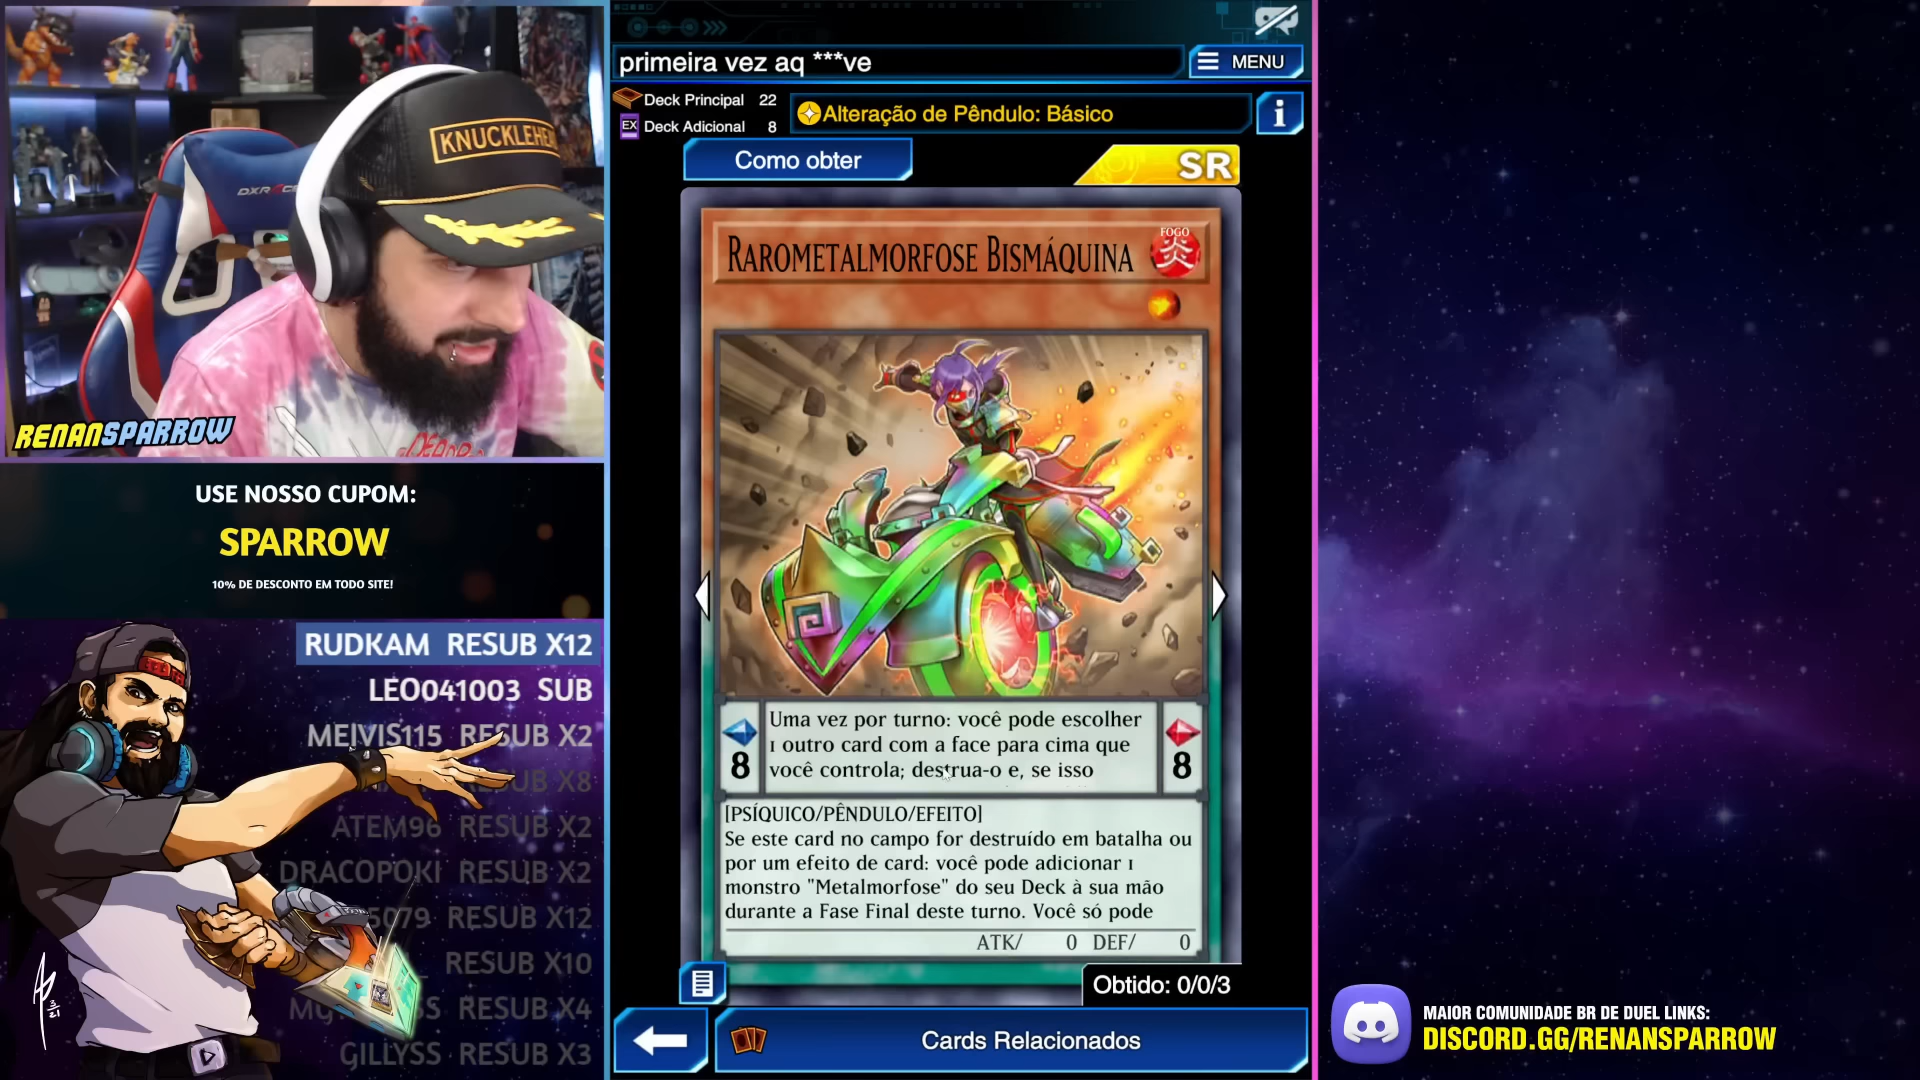 KNUCKLEHE
DXR
RENANSPARROW
USE NOSSO CUPOM:
SPARROW
10% DE DESCONTO EM TODO SITE!
RUDKAM RESUB X12
LEO041003 SUB
MEIVIS115 RESUB X2
SUB X8
ATEM96 RESUB X2
DRACOPOKI RESUB X2
5079 RESUB X12
RESUB X10
RESUB X4
GILLYSS RESUB X3
primeira vez aq ***ve
MENU
Deck Principal 22
EX Deck Adicional 8
Alteração de Pêndulo: Básico
i
Como obter
SR
RAROMETALMORFOSE BISMÁQUINA
FOGO
炎
8
Uma vez por turno: você pode escolher
1 outro card com a face para cima que
você controla; destrua-o e, se isso
8
[PSÍQUICO/PÊNDULO/EFEITO]
Se este card no campo for destruído em batalha ou
por um efeito de card: você pode adicionar 1
monstro "Metalmorfose" do seu Deck à sua mão
durante a Fase Final deste turno. Você só pode
ATK/ 0 DEF/ 0
Obtido: 0/0/3
Cards Relacionados
MAIOR COMUNIDADE BR DE DUEL LINKS:
DISCORD.GG/RENANSPARROW